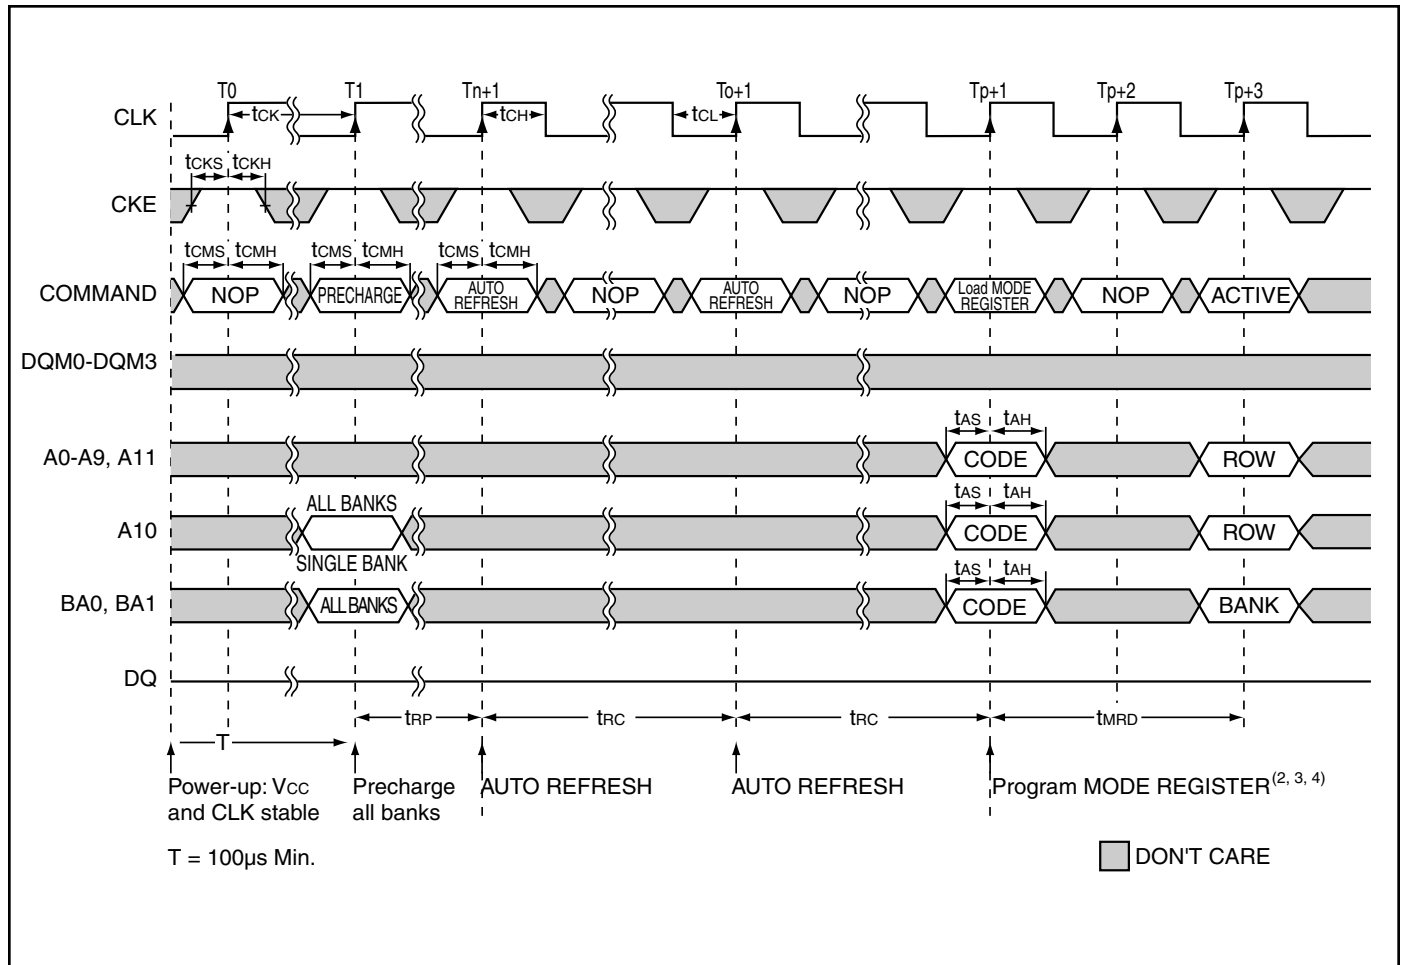 T0 T1 Tn+1 To+1 Tp+1 Tp+2 Tp+3
CLK tCK tCH tCL
tCKS tCKH
CKE
tCMS tCMH tCMS tCMH tCMS tCMH
COMMAND NOP PRECHARGE AUTO REFRESH NOP AUTO REFRESH NOP Load MODE REGISTER NOP ACTIVE
DQM0-DQM3
tAS tAH
A0-A9, A11 CODE ROW
ALL BANKS tAS tAH
A10 CODE ROW
SINGLE BANK tAS tAH
BA0, BA1 ALL BANKS CODE BANK
DQ
tRP tRC tRC tMRD
T
Power-up: VCC Precharge AUTO REFRESH AUTO REFRESH Program MODE REGISTER(2, 3, 4)
and CLK stable all banks
T = 100µs Min. DON'T CARE